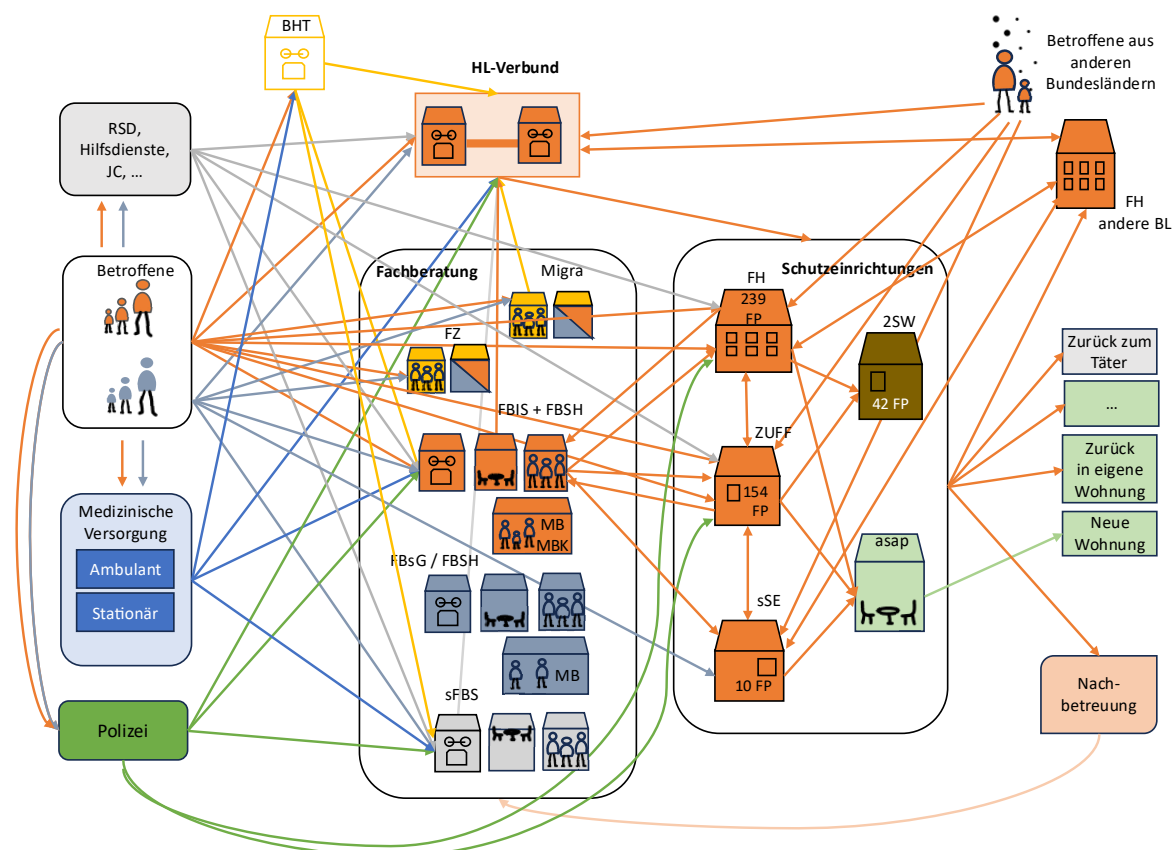 BHT
HL-Verbund
Betroffene aus
anderen
Bundesländern
RSD,
Hilfsdienste,
JC, ...
FH
andere BL
Betroffene
Fachberatung
Migra
FZ
FBIS + FBSH
MB
MBK
FBsG / FBSH
MB
sFBS
Schutzeinrichtungen
FH
239
FP
2SW
42 FP
ZUFF
154
FP
asap
sSE
10 FP
Medizinische
Versorgung
Ambulant
Stationär
Polizei
Zurück zum
Täter
...
Zurück
in eigene
Wohnung
Neue
Wohnung
Nach-
betreuung